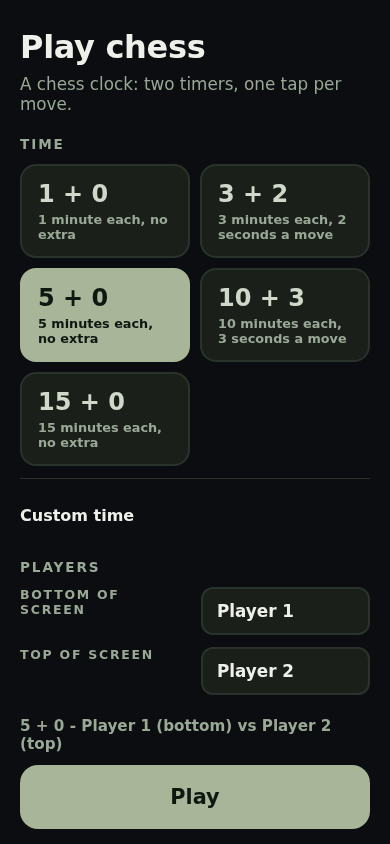 Play chess
A chess clock: two timers, one tap per
move.
TIME
1 + 0
1 minute each, no
extra
3 + 2
3 minutes each, 2
seconds a move
5 + 0
5 minutes each,
no extra
10 + 3
10 minutes each,
3 seconds a move
15 + 0
15 minutes each,
no extra
Custom time
PLAYERS
BOTTOM OF
SCREEN
Player 1
TOP OF SCREEN
Player 2
5 + 0 - Player 1 (bottom) vs Player 2
(top)
Play